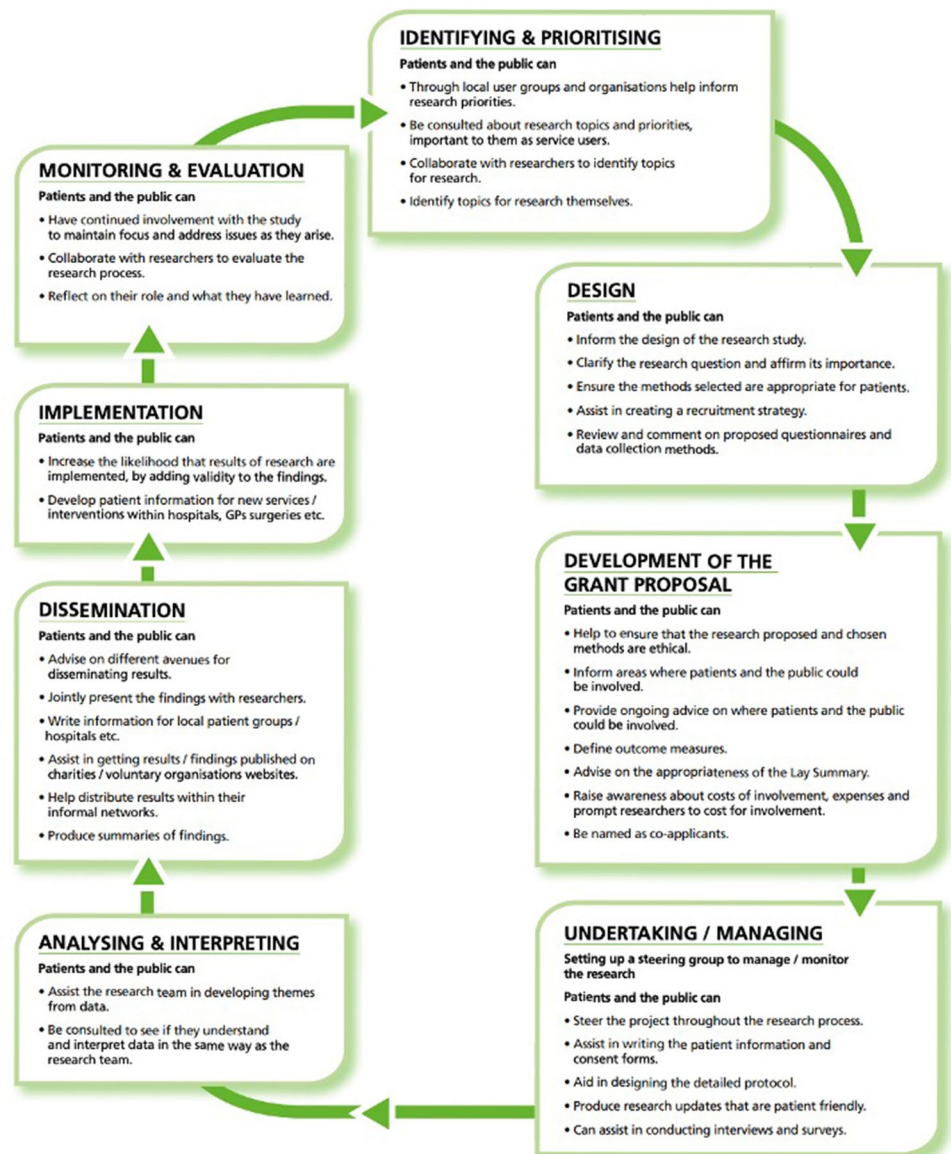 IDENTIFYING & PRIORITISING
Patients and the public can
• Through local user groups and organisations help inform
research priorities.
• Be consulted about research topics and priorities,
important to them as service users.
• Collaborate with researchers to identify topics
for research.
• Identify topics for research themselves.
DESIGN
Patients and the public can
• Inform the design of the research study.
• Clarify the research question and affirm its importance.
• Ensure the methods selected are appropriate for patients.
• Assist in creating a recruitment strategy.
• Review and comment on proposed questionnaires and
data collection methods.
DEVELOPMENT OF THE
GRANT PROPOSAL
Patients and the public can
• Help to ensure that the research proposed and chosen
methods are ethical.
• Inform areas where patients and the public could
be involved.
• Provide ongoing advice on where patients and the public
could be involved.
• Define outcome measures.
• Advise on the appropriateness of the Lay Summary.
• Raise awareness about costs of involvement, expenses and
prompt researchers to cost for involvement.
• Be named as co-applicants.
UNDERTAKING / MANAGING
Setting up a steering group to manage / monitor
the research
Patients and the public can
• Steer the project throughout the research process.
• Assist in writing the patient information and
consent forms.
• Aid in designing the detailed protocol.
• Produce research updates that are patient friendly.
• Can assist in conducting interviews and surveys.
ANALYSING & INTERPRETING
Patients and the public can
• Assist the research team in developing themes
from data.
• Be consulted to see if they understand
and interpret data in the same way as the
research team.
DISSEMINATION
Patients and the public can
• Advise on different avenues for
disseminating results.
• Jointly present the findings with researchers.
• Write information for local patient groups /
hospitals etc.
• Assist in getting results / findings published on
charities / voluntary organisations websites.
• Help distribute results within their
informal networks.
• Produce summaries of findings.
IMPLEMENTATION
Patients and the public can
• Increase the likelihood that results of research are
implemented, by adding validity to the findings.
• Develop patient information for new services /
interventions within hospitals, GPs surgeries etc.
MONITORING & EVALUATION
Patients and the public can
• Have continued involvement with the study
to maintain focus and address issues as they arise.
• Collaborate with researchers to evaluate the
research process.
• Reflect on their role and what they have learned.